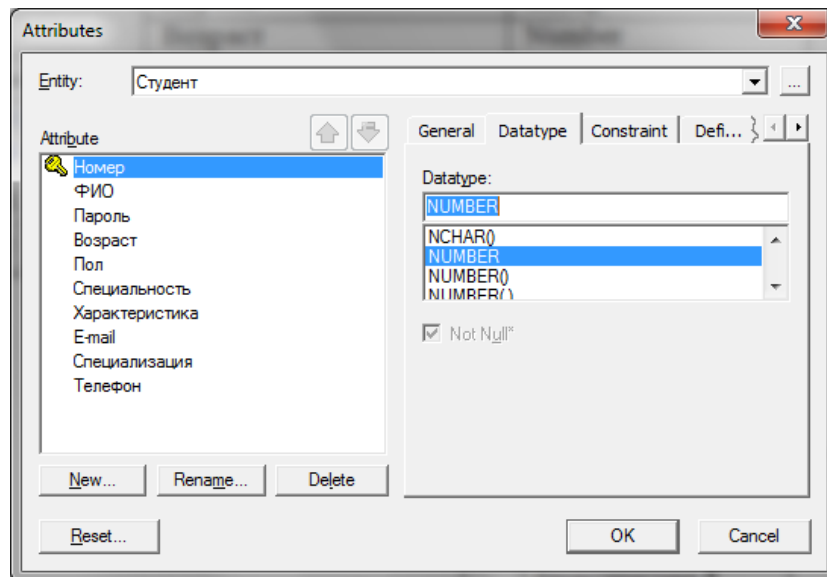 Attributes
Entity: Студент ...
Attribute
Номер
ФИО
Пароль
Возраст
Пол
Специальность
Характеристика
E-mail
Специализация
Телефон
New... Rename... Delete
General Datatype Constraint Defi...
Datatype:
NUMBER
NCHAR()
NUMBER
NUMBER()
NUMBER(,)
Not Null*
Reset... OK Cancel